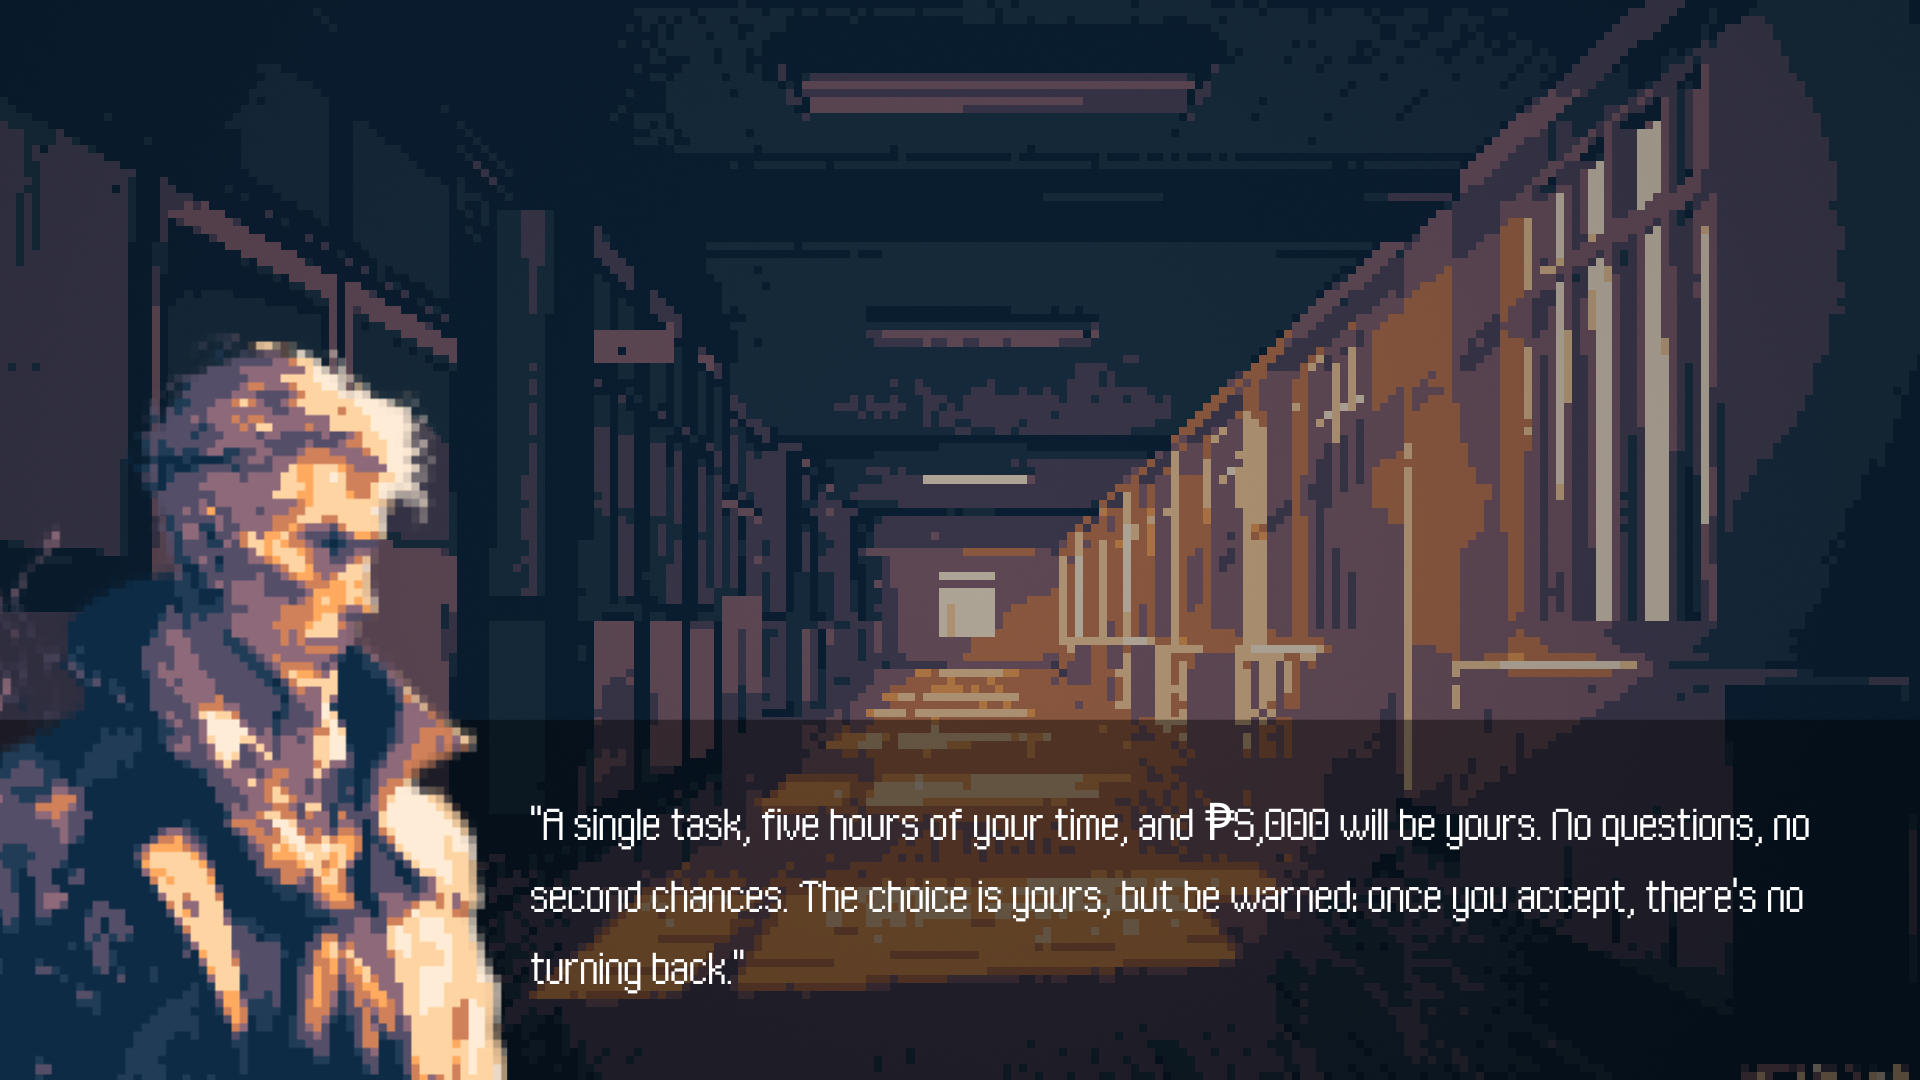 "A single task, five hours of your time, and ₱5,000 will be yours. No questions, no
second chances. The choice is yours, but be warned: once you accept, there's no
turning back."